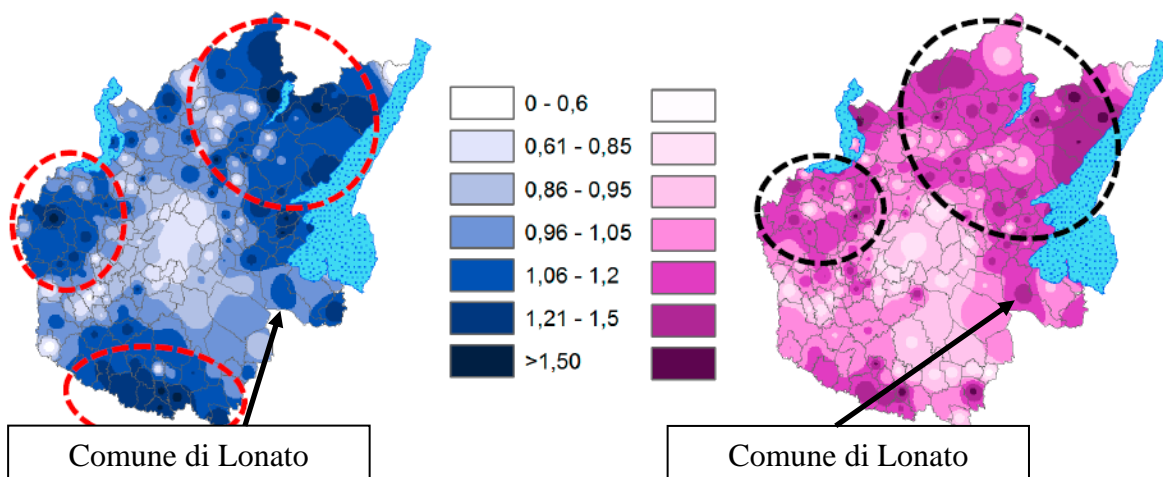 0 - 0,6
0,61 - 0,85
0,86 - 0,95
0,96 - 1,05
1,06 - 1,2
1,21 - 1,5
>1,50
Comune di Lonato
Comune di Lonato